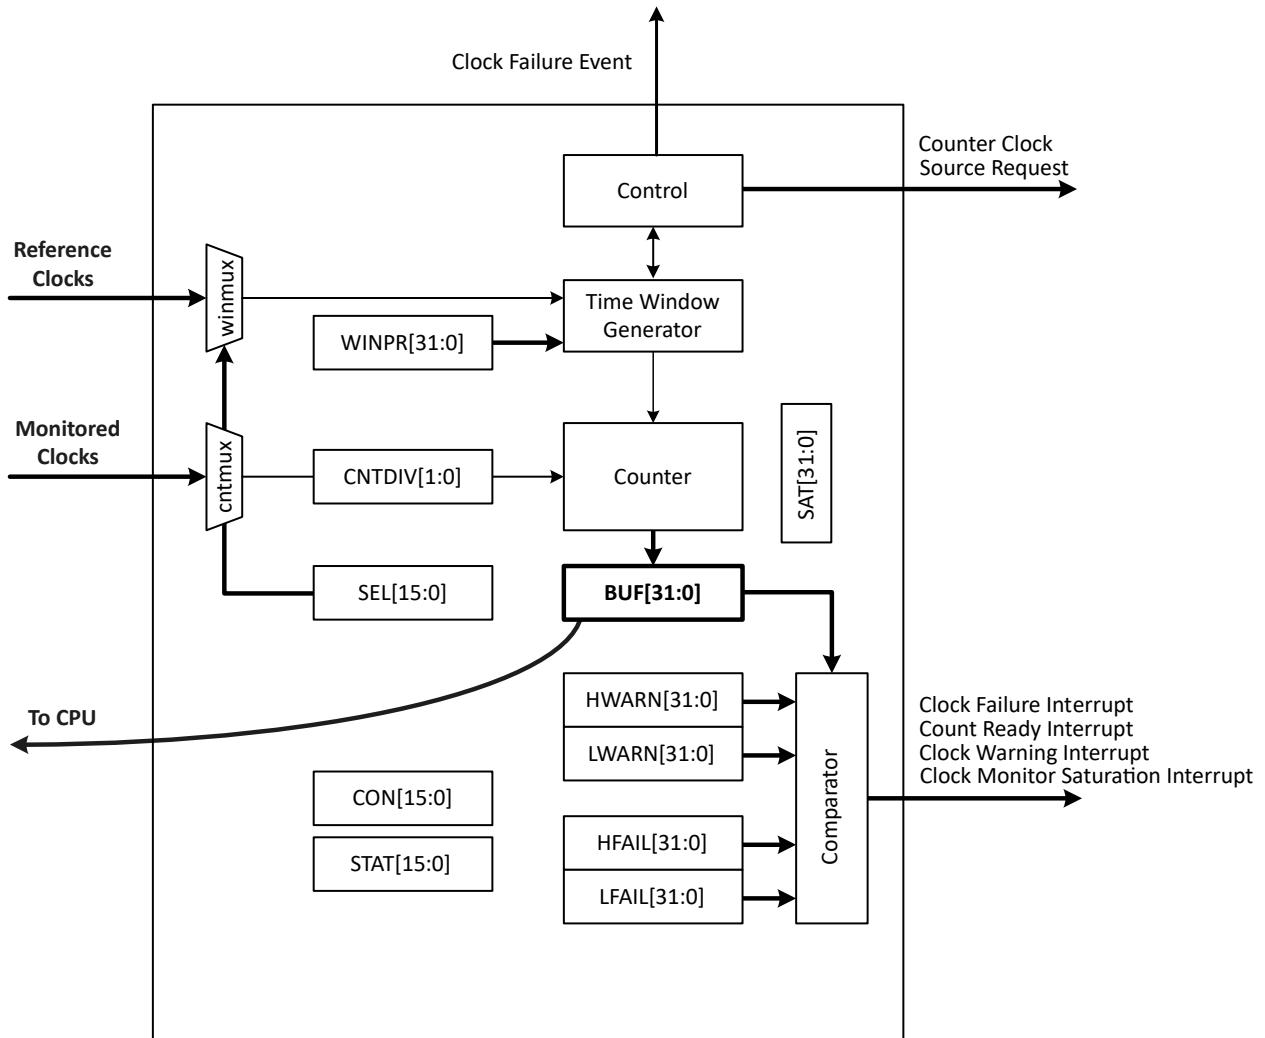 Clock Failure Event
Counter Clock
Source Request
Control
Reference
Clocks
winmux
Time Window
Generator
WINPR[31:0]
Monitored
Clocks
cntmux
CNTDIV[1:0]
Counter
SAT[31:0]
SEL[15:0]
BUF[31:0]
To CPU
HWARN[31:0]
LWARN[31:0]
Clock Failure Interrupt
Count Ready Interrupt
Clock Warning Interrupt
Clock Monitor Saturation Interrupt
Comparator
CON[15:0]
STAT[15:0]
HFAIL[31:0]
LFAIL[31:0]